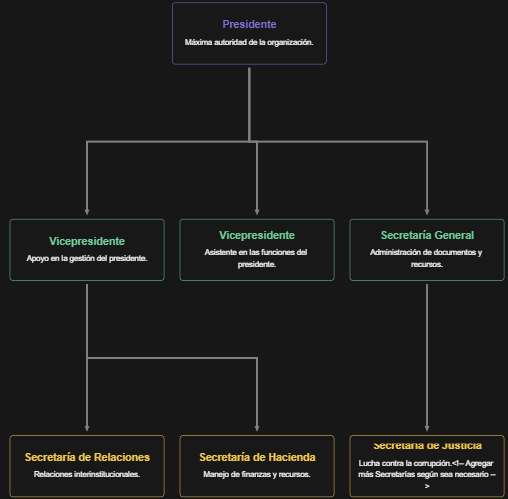 Presidente
Máxima autoridad de la organización.
Vicepresidente
Apoyo en la gestión del presidente.
Vicepresidente
Asistente en las funciones del
presidente.
Secretaría General
Administración de documentos y
recursos.
Secretaría de Relaciones
Relaciones interinstitucionales.
Secretaría de Hacienda
Manejo de finanzas y recursos.
Secretaría de Justicia
Lucha contra la corrupción.<!-- Agregar
más Secretarías según sea necesario --
>